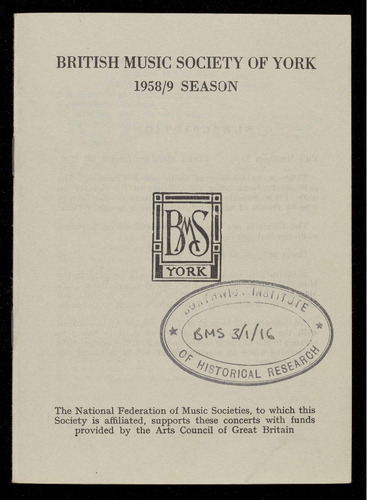 BRITISH MUSIC SOCIETY OF YORK
1958/9 SEASON
BMS
YORK
BORTHWICK INSTITUTE
BMS 3/1/16
OF HISTORICAL RESEARCH
The National Federation of Music Societies, to which this
Society is affiliated, supports these concerts with funds
provided by the Arts Council of Great Britain